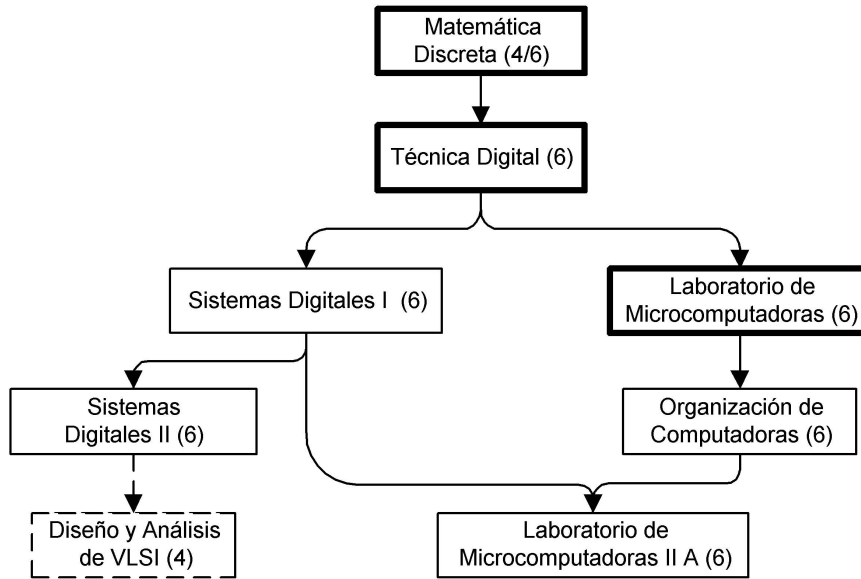 Matemática
Discreta (4/6)
Técnica Digital (6)
Sistemas Digitales I (6)
Laboratorio de
Microcomputadoras (6)
Sistemas
Digitales II (6)
Organización de
Computadoras (6)
Diseño y Análisis
de VLSI (4)
Laboratorio de
Microcomputadoras II A (6)